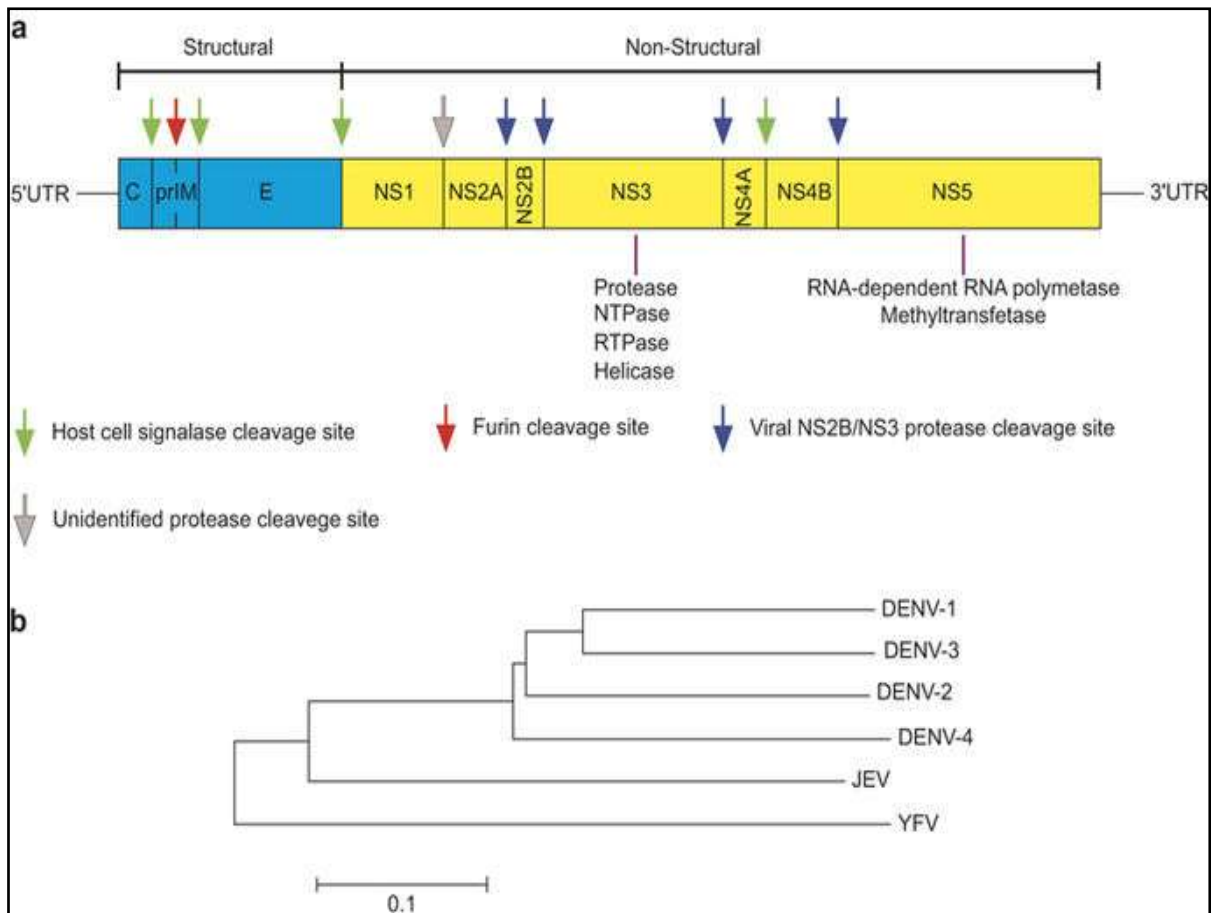 a
Structural
Non-Structural
5'UTR
C
prIM
E
NS1
NS2A
NS2B
NS3
NS4A
NS4B
NS5
3'UTR
Protease
NTPase
RTPase
Helicase
RNA-dependent RNA polymetase
Methyltransfetase
Host cell signalase cleavage site
Furin cleavage site
Viral NS2B/NS3 protease cleavage site
Unidentified protease cleavege site
b
DENV-1
DENV-3
DENV-2
DENV-4
JEV
YFV
0.1